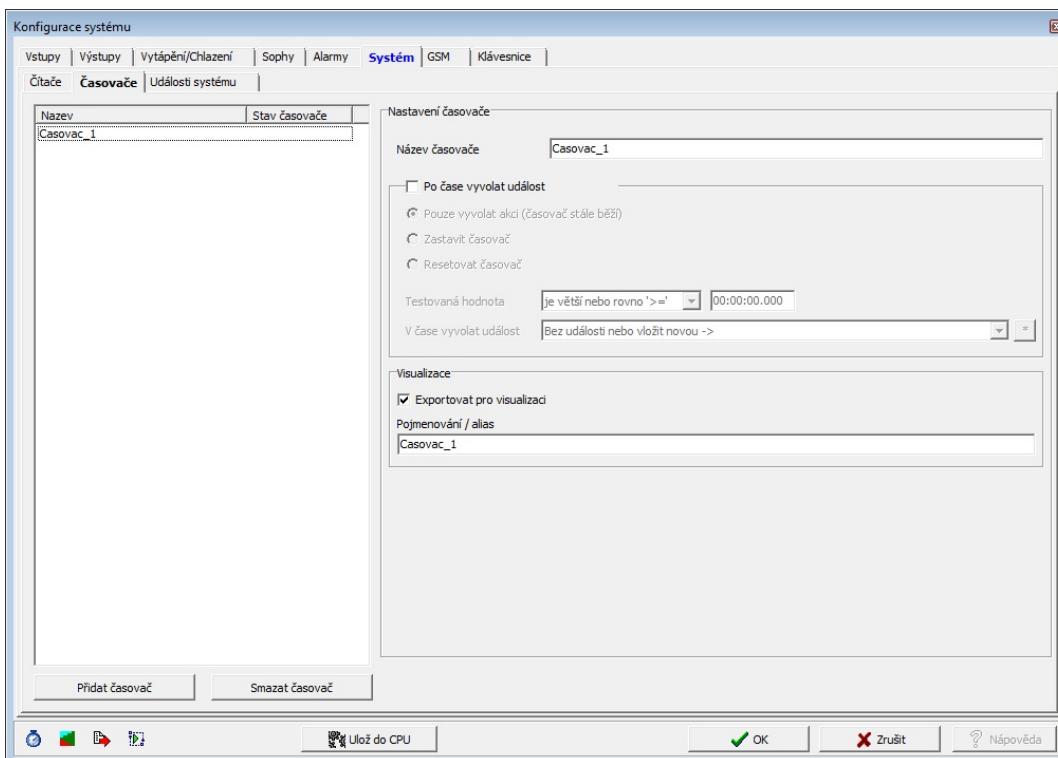 Konfigurace systému
Vstupy Výstupy Vytápění/Chlazení Sophy Alarmy Systém GSM Klávesnice
Čítače Časovače Události systému
Nazev Stav časovače
Casovac_1
Nastavení časovače
Název časovače Casovac_1
Po čase vyvolat událost
Pouze vyvolat akci (časovač stále běží)
Zastavit časovač
Resetovat časovač
Testovaná hodnota je větší nebo rovno '>=' 00:00:00.000
V čase vyvolat událost Bez události nebo vložit novou -> *
Visualizace
Exportovat pro visualizaci
Pojmenování / alias
Casovac_1
Přidat časovač Smazat časovač
Ulož do CPU OK Zrušit Nápověda